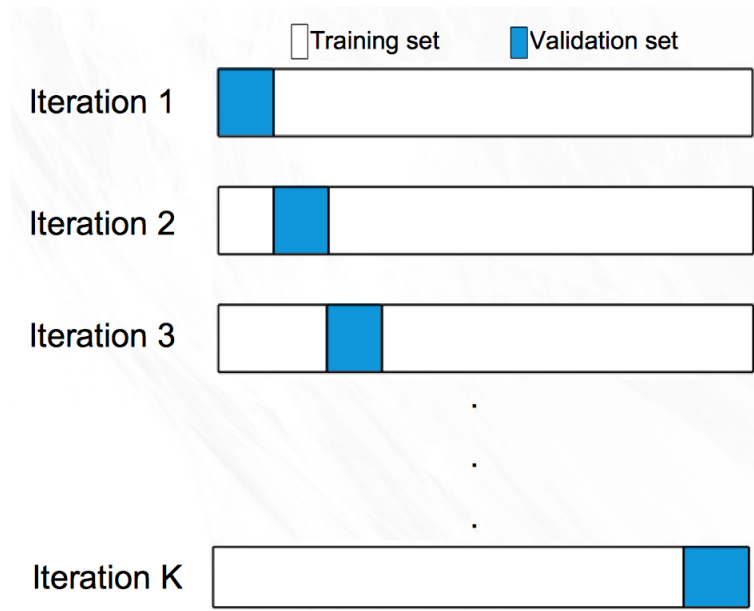 Training set Validation set
Iteration 1
Iteration 2
Iteration 3
.
.
.
Iteration K